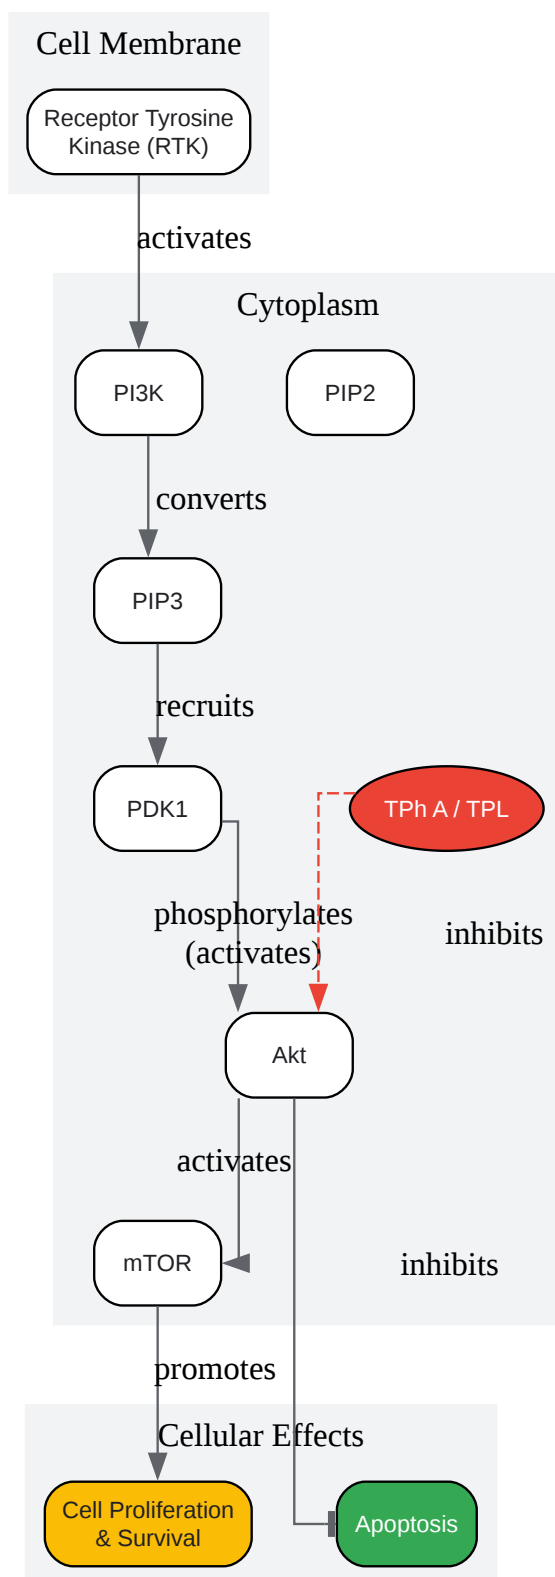 Cell Membrane
Receptor Tyrosine
Kinase (RTK)
activates
Cytoplasm
PI3K
PIP2
converts
PIP3
recruits
PDK1
TPh A / TPL
phosphorylates
(activates)
inhibits
Akt
activates
mTOR
inhibits
promotes
Cellular Effects
Cell Proliferation
& Survival
Apoptosis